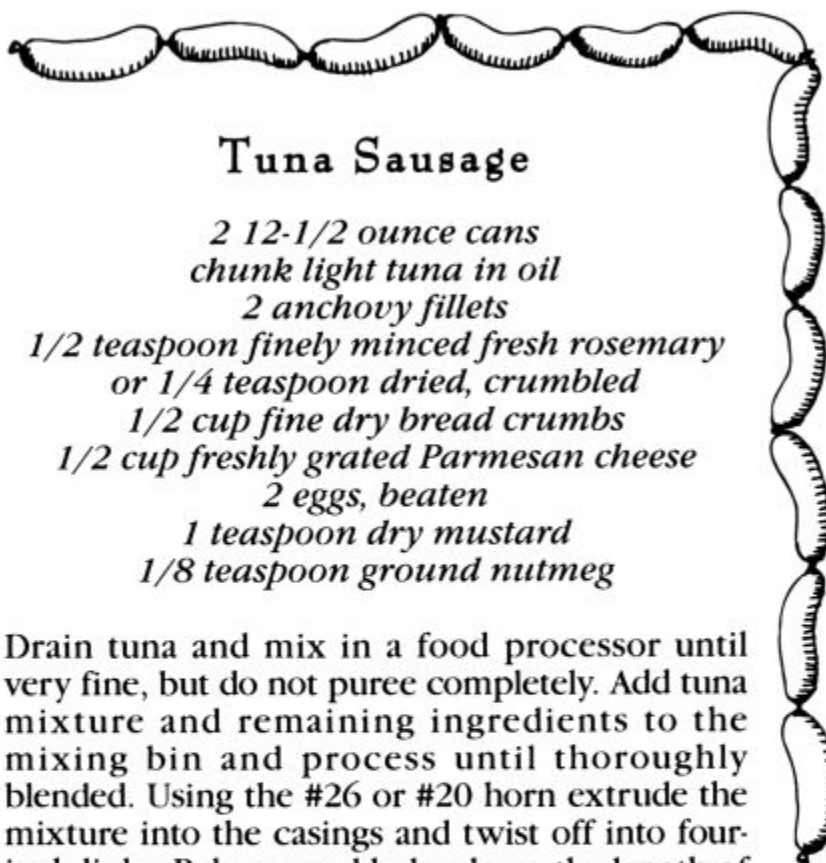 Tuna Sausage
2 12-1/2 ounce cans
chunk light tuna in oil
2 anchovy fillets
1/2 teaspoon finely minced fresh rosemary
or 1/4 teaspoon dried, crumbled
1/2 cup fine dry bread crumbs
1/2 cup freshly grated Parmesan cheese
2 eggs, beaten
1 teaspoon dry mustard
1/8 teaspoon ground nutmeg
Drain tuna and mix in a food processor until
very fine, but do not puree completely. Add tuna
mixture and remaining ingredients to the
mixing bin and process until thoroughly
blended. Using the #26 or #20 horn extrude the
mixture into the casings and twist off into four-